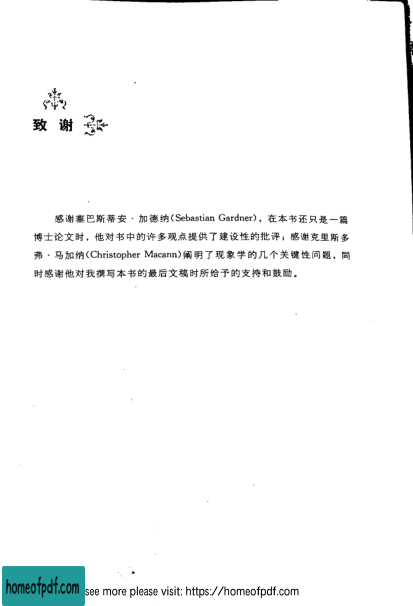 致谢
感谢塞巴斯蒂安·加德纳(Sebastian Gardner)，在本书还只是一篇
博士论文时，他对书中的许多观点提供了建设性的批评；感谢克里斯多
弗·马加纳(Christopher Macann)阐明了现象学的几个关键性问题，同
时感谢他对我撰写本书的最后文稿时所给予的支持和鼓励。
homeofpdf.com
see more please visit: https://homeofpdf.com